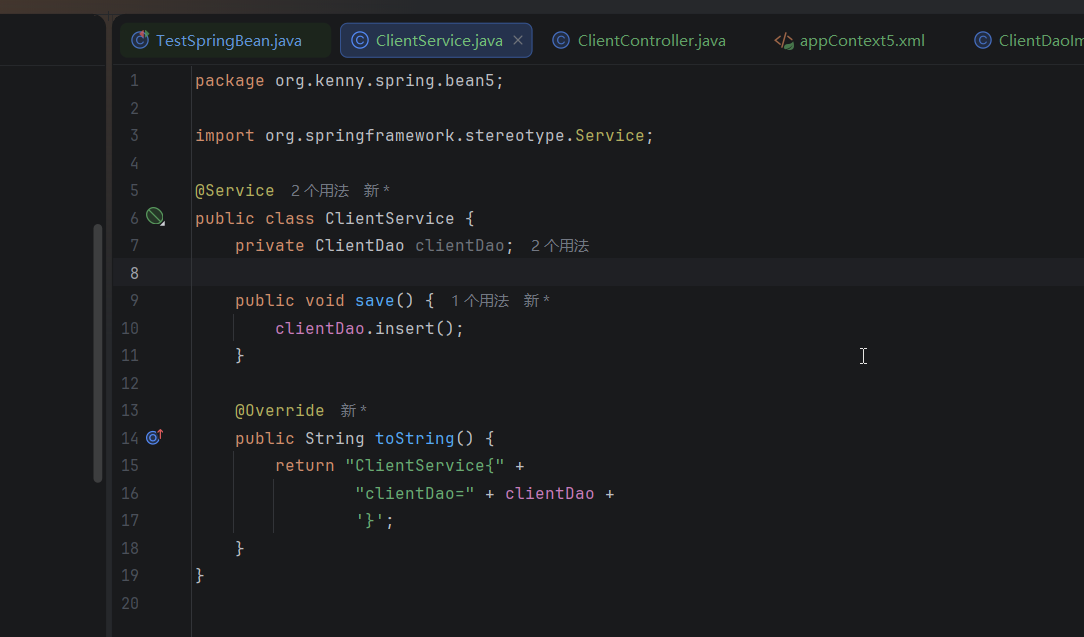 TestSpringBean.java ClientService.java ClientController.java appContext5.xml ClientDaoIm
1 package org.kenny.spring.bean5;
2
3 import org.springframework.stereotype.Service;
4
5 @Service 2 个用法 新 *
6 public class ClientService {
7 private ClientDao clientDao; 2 个用法
8
9 public void save() { 1 个用法 新 *
10 clientDao.insert();
11 }
12
13 @Override 新 *
14 public String toString() {
15 return "ClientService{" +
16 "clientDao=" + clientDao +
17 '}';
18 }
19 }
20